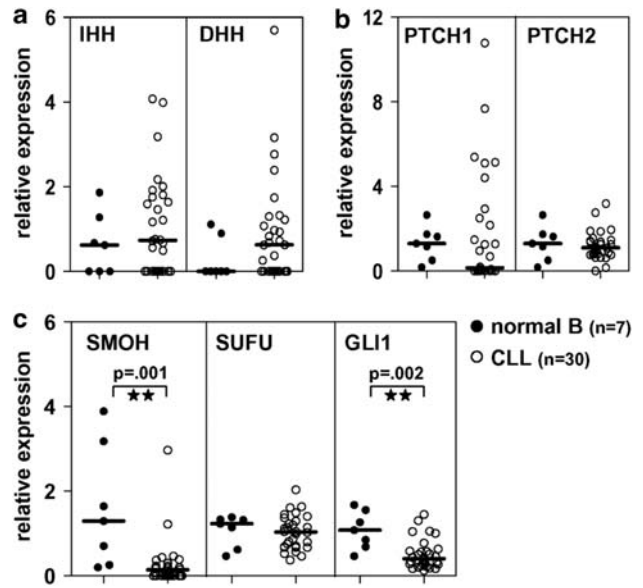 a
b
IHH DHH
PTCH1 PTCH2
relative expression
6
4
2
0
relative expression
12
8
4
0
c
SMOH SUFU GLI1
p=.001
★★
p=.002
★★
relative expression
6
4
2
0
normal B (n=7)
CLL (n=30)